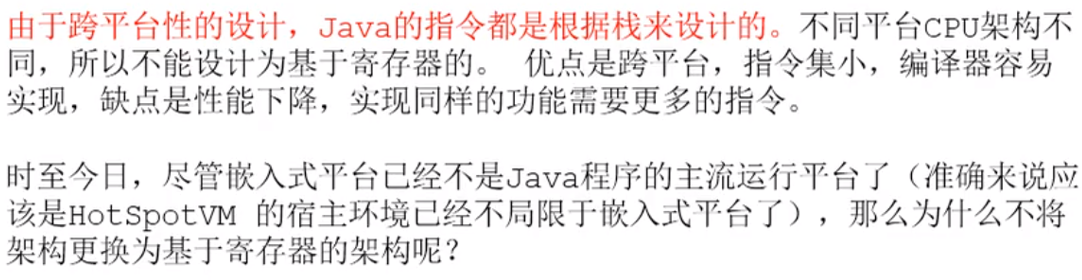 由于跨平台性的设计，Java的指令都是根据栈来设计的。不同平台CPU架构不
同，所以不能设计为基于寄存器的。 优点是跨平台，指令集小，编译器容易
实现，缺点是性能下降，实现同样的功能需要更多的指令。
时至今日，尽管嵌入式平台已经不是Java程序的主流运行平台了（准确来说应
该是HotSpotVM 的宿主环境已经不局限于嵌入式平台了），那么为什么不将
架构更换为基于寄存器的架构呢？